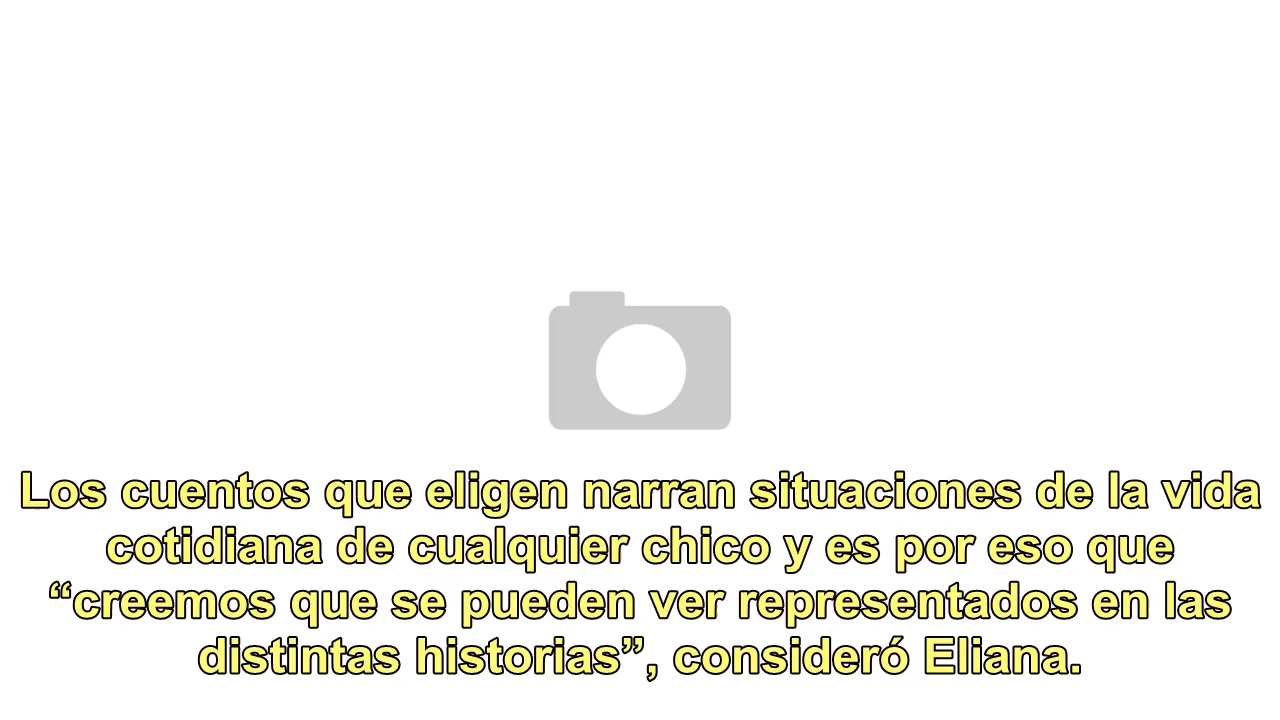 Los cuentos que eligen narran situaciones de la vida
cotidiana de cualquier chico y es por eso que
“creemos que se pueden ver representados en las
distintas historias”, consideró Eliana.